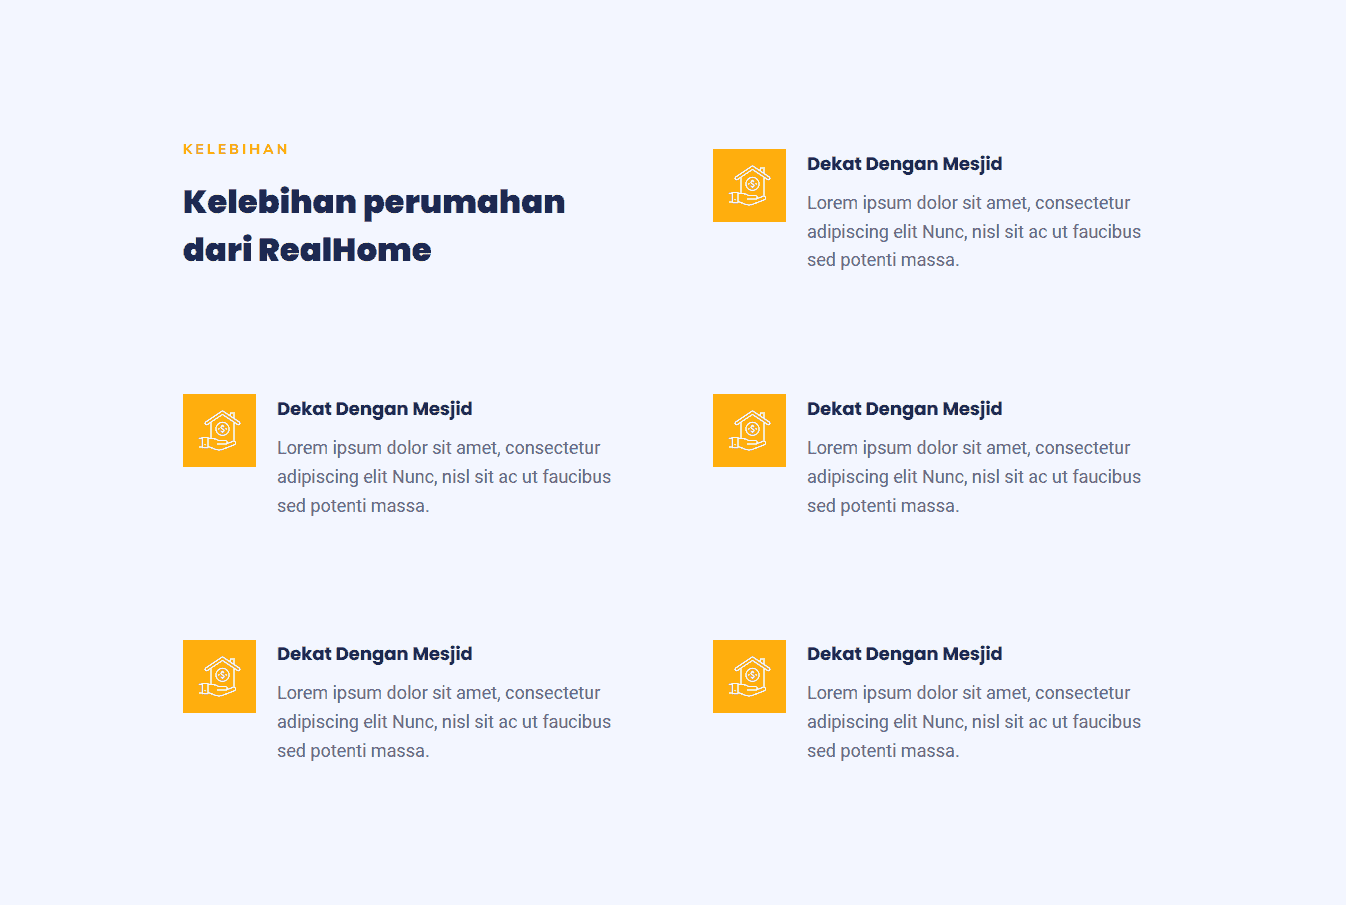 KELEBIHAN
Kelebihan perumahan
dari RealHome
Dekat Dengan Mesjid
Lorem ipsum dolor sit amet, consectetur
adipiscing elit Nunc, nisl sit ac ut faucibus
sed potenti massa.
Dekat Dengan Mesjid
Lorem ipsum dolor sit amet, consectetur
adipiscing elit Nunc, nisl sit ac ut faucibus
sed potenti massa.
Dekat Dengan Mesjid
Lorem ipsum dolor sit amet, consectetur
adipiscing elit Nunc, nisl sit ac ut faucibus
sed potenti massa.
Dekat Dengan Mesjid
Lorem ipsum dolor sit amet, consectetur
adipiscing elit Nunc, nisl sit ac ut faucibus
sed potenti massa.
Dekat Dengan Mesjid
Lorem ipsum dolor sit amet, consectetur
adipiscing elit Nunc, nisl sit ac ut faucibus
sed potenti massa.